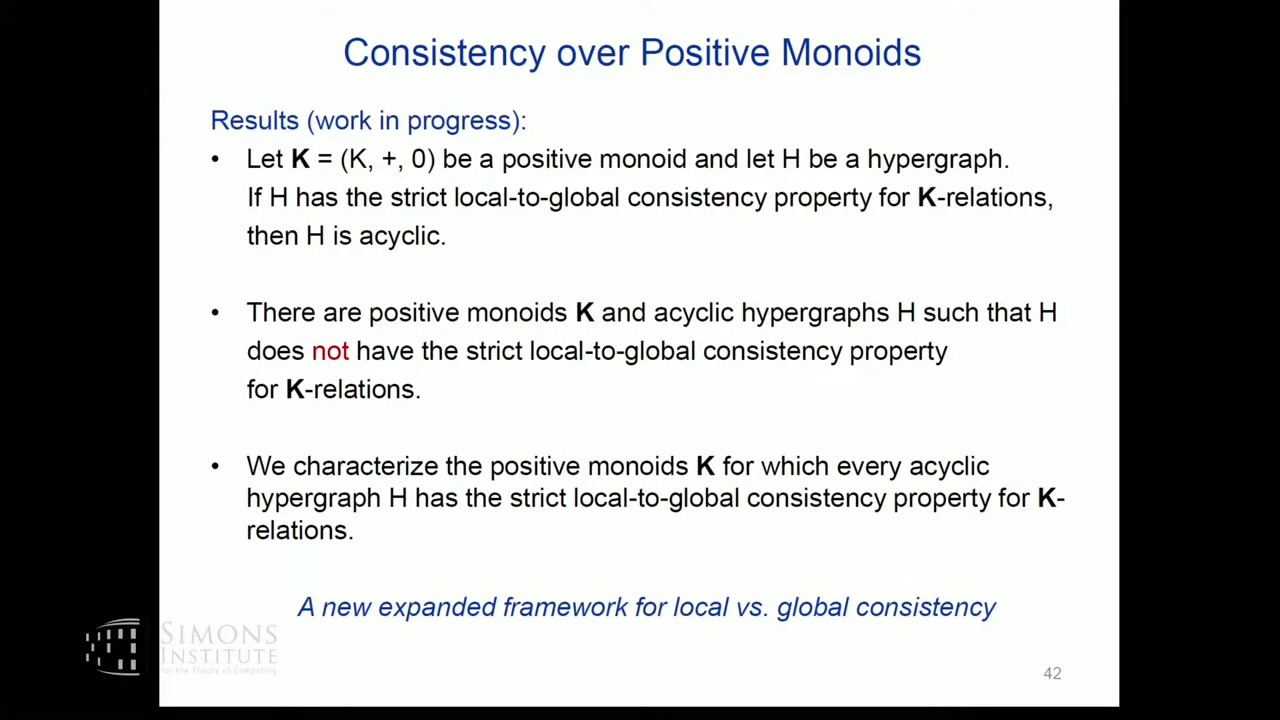 Consistency over Positive Monoids
Results (work in progress):
• Let K = (K, +, 0) be a positive monoid and let H be a hypergraph.
If H has the strict local-to-global consistency property for K-relations,
then H is acyclic.
• There are positive monoids K and acyclic hypergraphs H such that H
does not have the strict local-to-global consistency property
for K-relations.
• We characterize the positive monoids K for which every acyclic
hypergraph H has the strict local-to-global consistency property for K-
relations.
A new expanded framework for local vs. global consistency
SIMONS
INSTITUTE
for the Theory of Computing
42